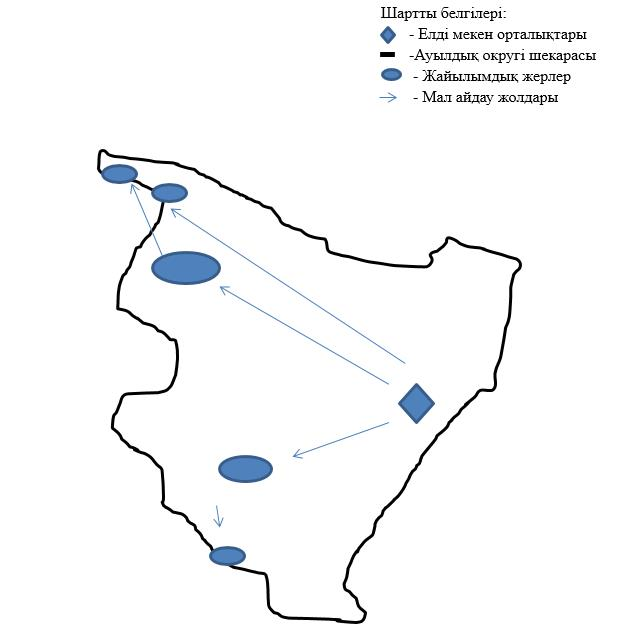 Шартты белгілері:
- Елді мекен орталықтары
-Ауылдық округі шекарасы
- Жайылымдық жерлер
- Мал айдау жолдары